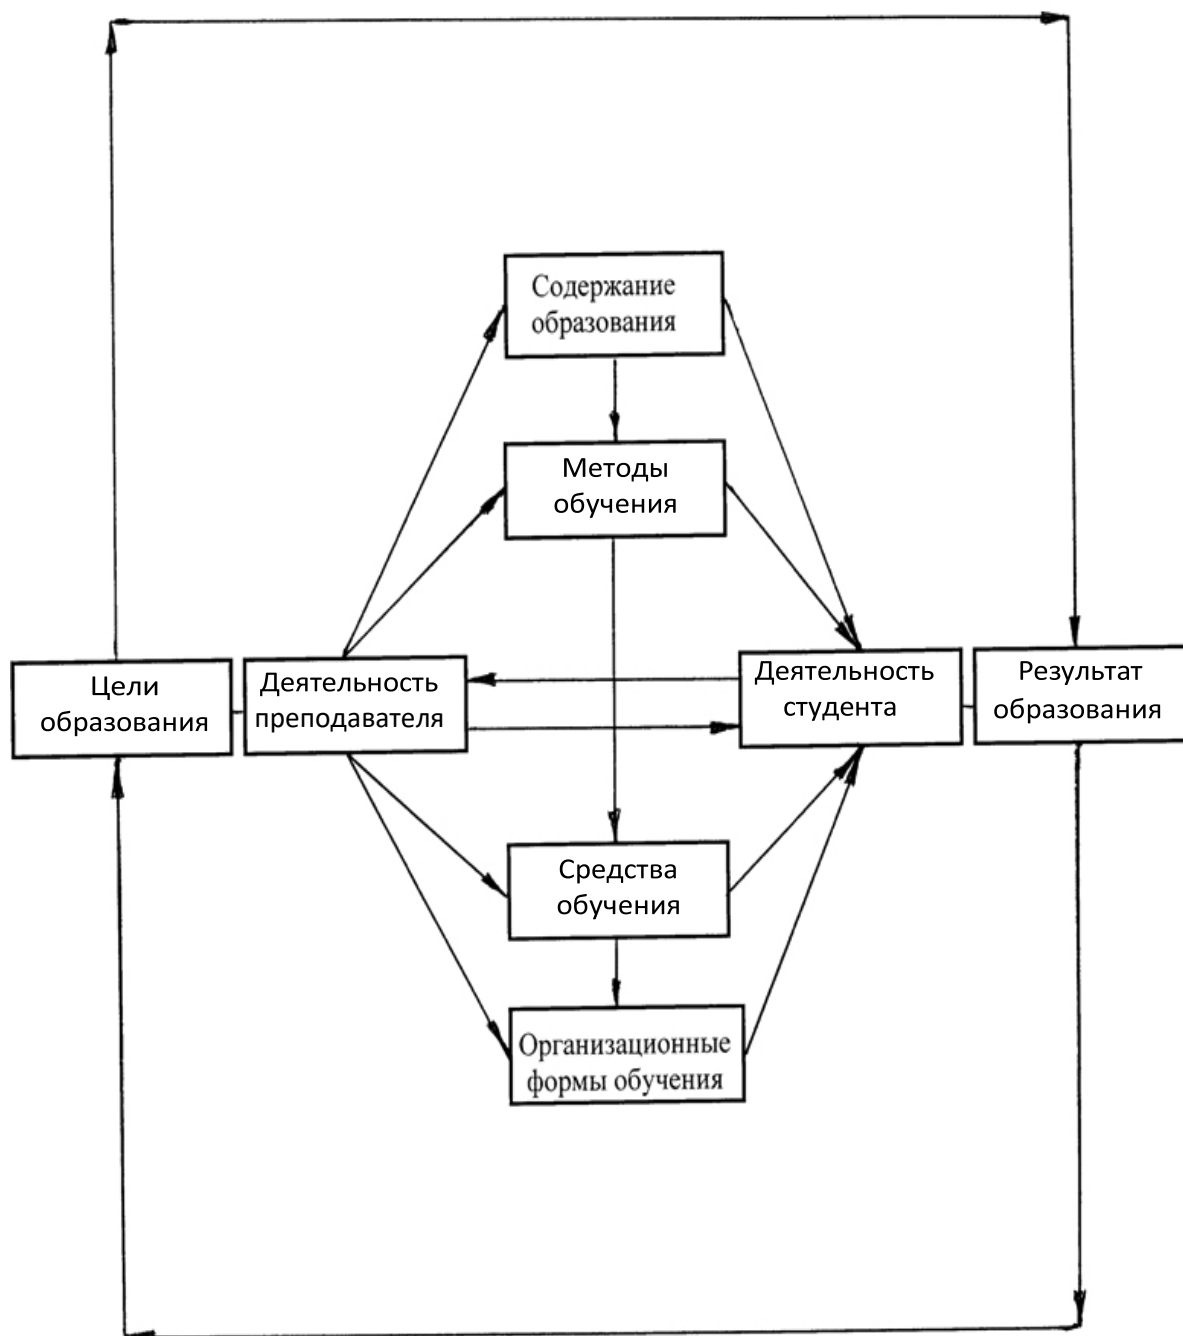 Содержание
образования
Методы
обучения
Цели
образования
Деятельность
преподавателя
Деятельность
студента
Результат
образования
Средства
обучения
Организационные
формы обучения